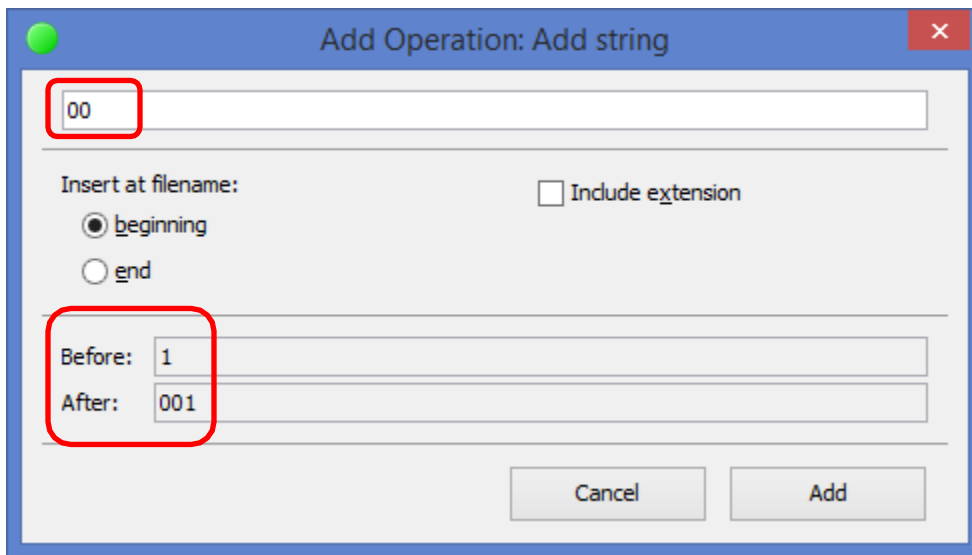 Add Operation: Add string
00
Insert at filename:
Include extension
beginning
end
Before: 1
After: 001
Cancel Add